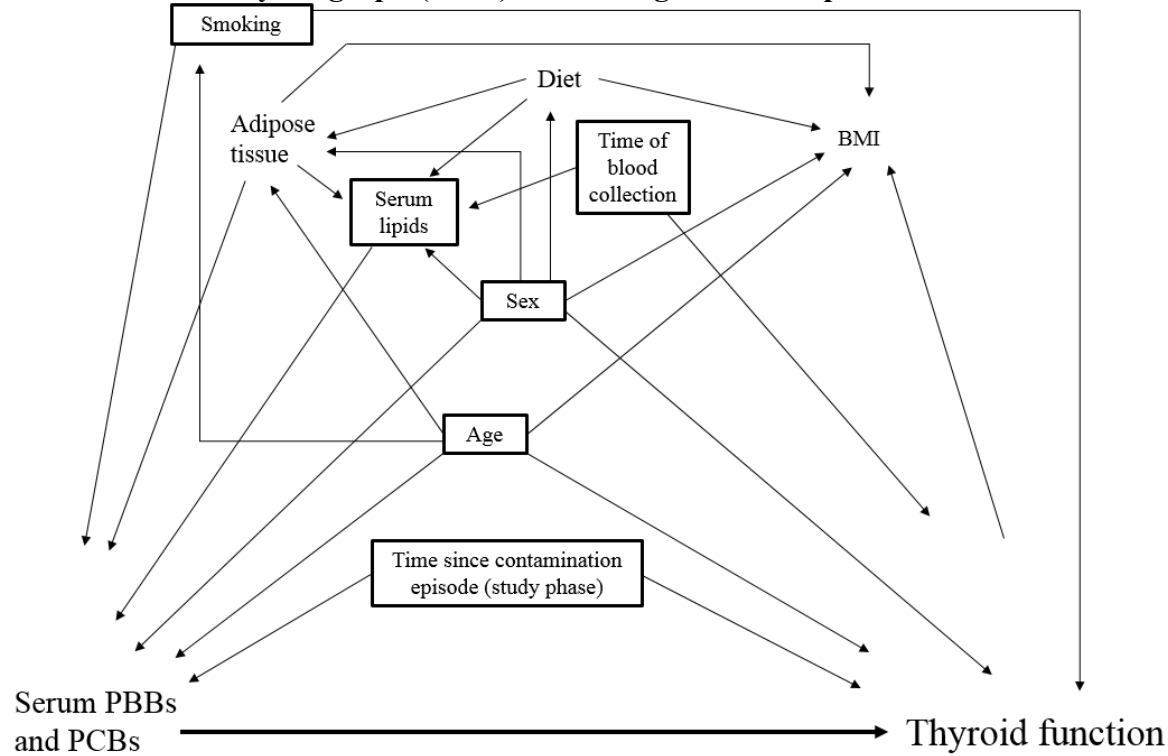 Smoking
Diet
Adipose
tissue
Time of
blood
collection
BMI
Serum
lipids
Sex
Age
Time since contamination
episode (study phase)
Serum PBBs
and PCBs
Thyroid function